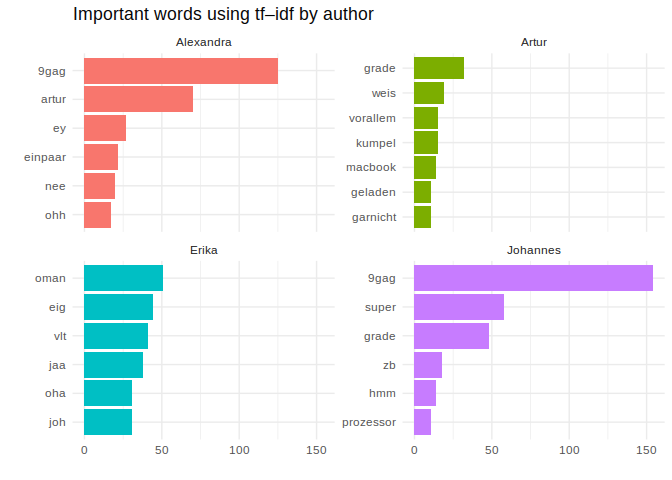 Important words using tf–idf by author
Alexandra
9gag
artur
ey
einpaar
nee
ohh
Artur
grade
weis
vorallem
kumpel
macbook
geladen
garnicht
Erika
oman
eig
vlt
jaa
oha
joh
0 50 100 150
Johannes
9gag
super
grade
zb
hmm
prozessor
0 50 100 150